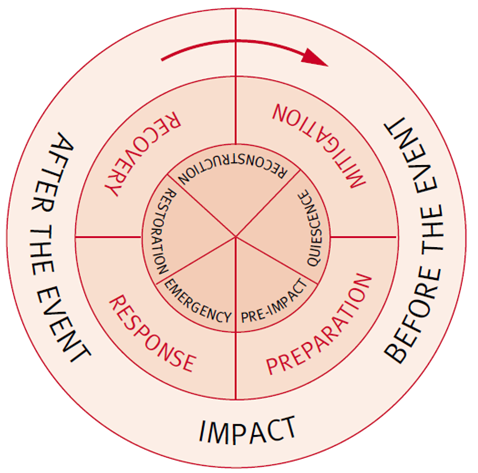 AFTER THE EVENT
BEFORE THE EVENT
IMPACT
RECOVERY
MITIGATION
RESPONSE
PREPARATION
RECONSTRUCTION
RESTORATION
QUIESCENCE
EMERGENCY
PRE-IMPACT